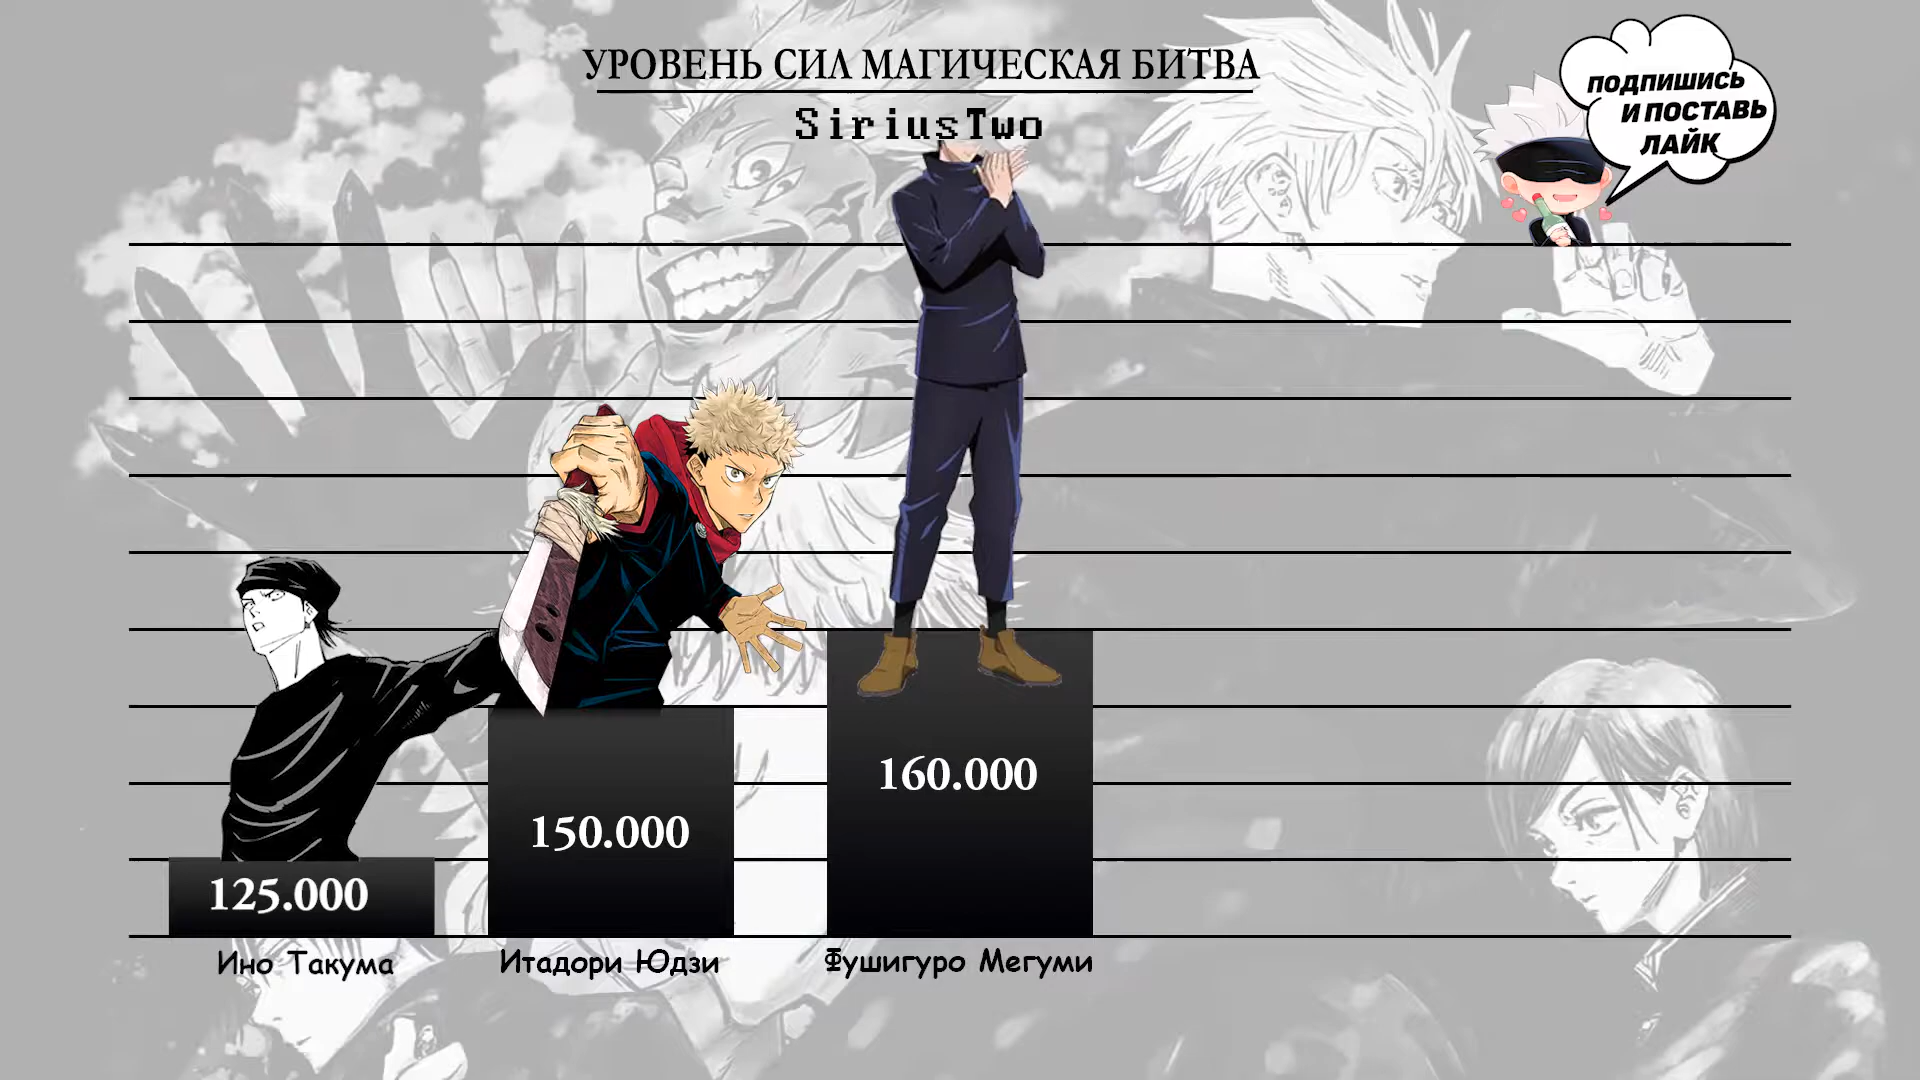 УРОВЕНЬ СИЛ МАГИЧЕСКАЯ БИТВА
SiriusTwo
ПОДПИШИСЬ
И ПОСТАВЬ
ЛАЙК
160.000
150.000
125.000
Ино Такума
Итадори Юдзи
Фушигуро Мегуми